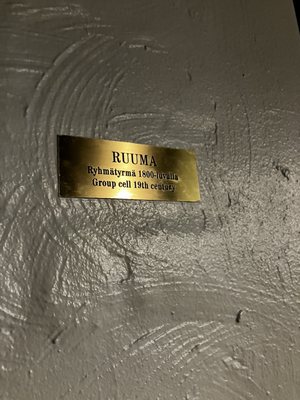 RUUMA
Ryhmätyrmä 1800-luvulla
Group cell 19th century